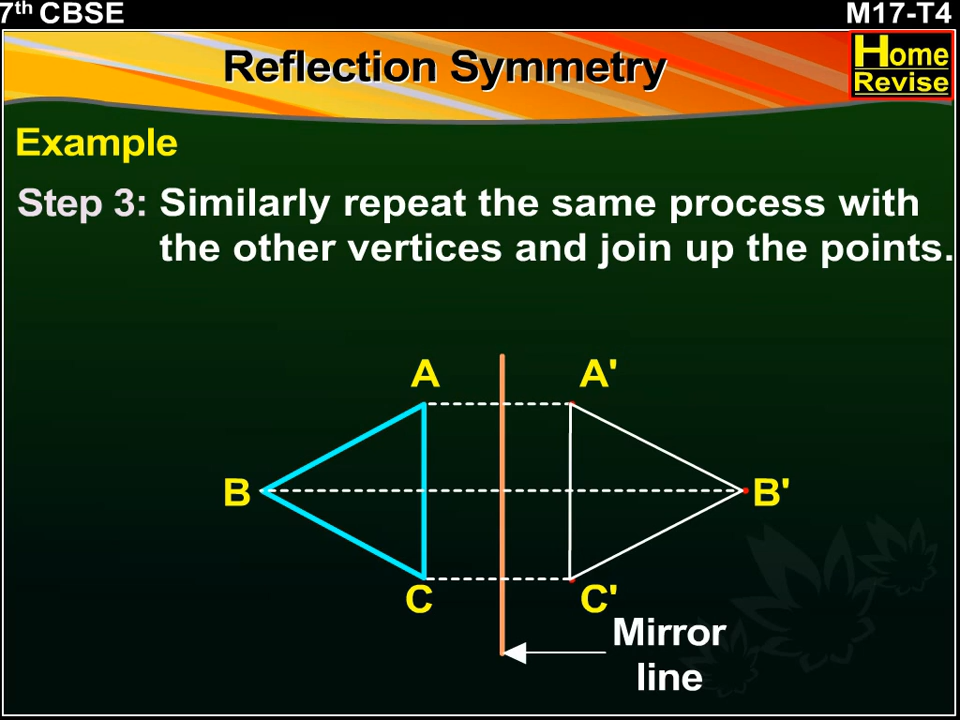 7th CBSE
M17-T4
Reflection Symmetry
Home
Revise
Example
Step 3: Similarly repeat the same process with
the other vertices and join up the points.
A
A'
B
B'
C
C'
Mirror
line